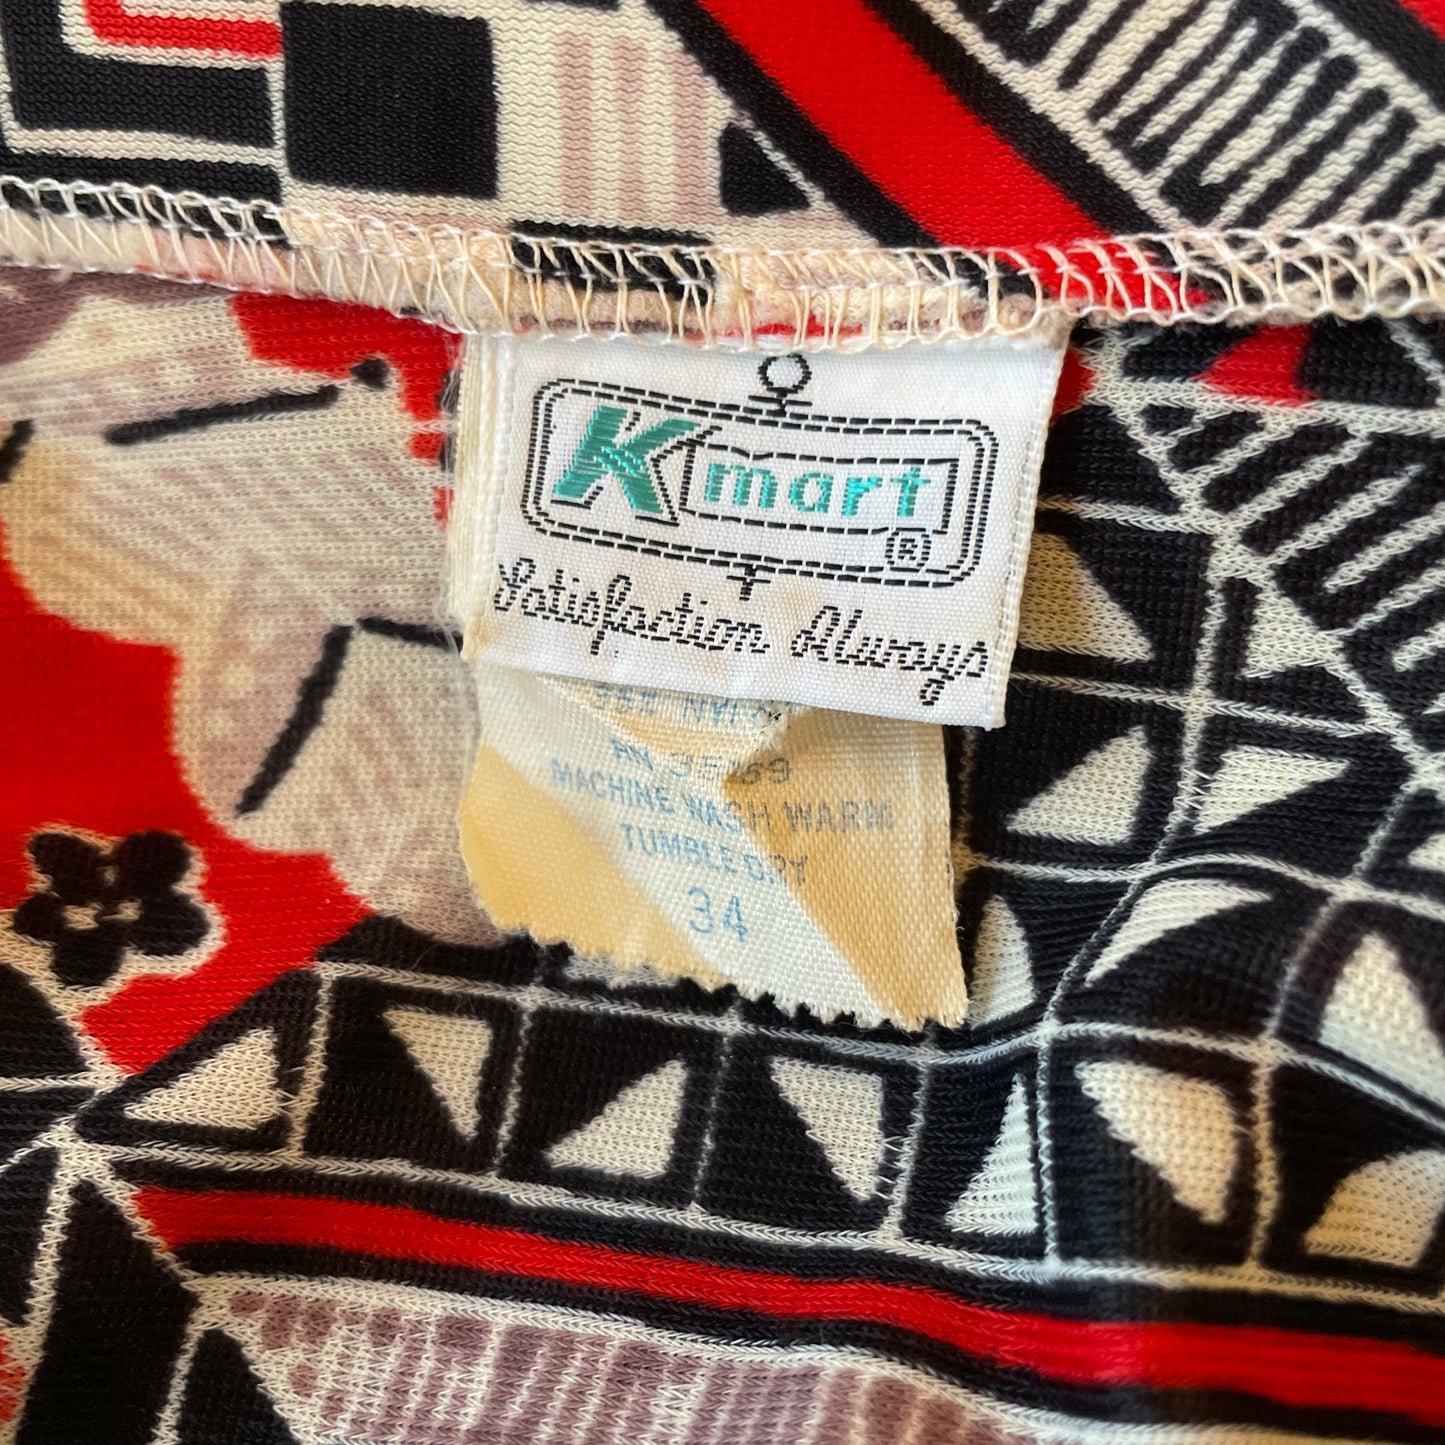 Kmart®
Satisfaction Always
MACHINE WASH WARM
TUMBLE DRY
34